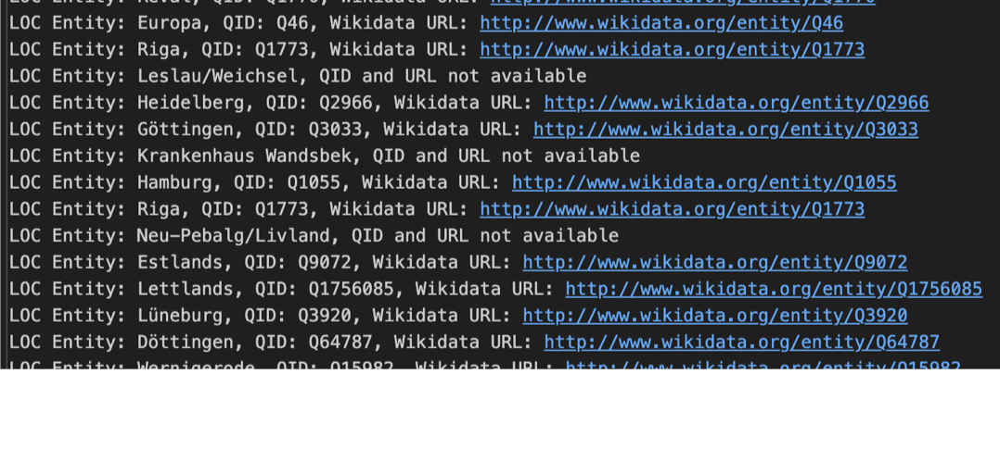 LOC Entity: Reval, QID: Q1770, Wikidata URL: http://www.wikidata.org/entity/Q1770
LOC Entity: Europa, QID: Q46, Wikidata URL: http://www.wikidata.org/entity/Q46
LOC Entity: Riga, QID: Q1773, Wikidata URL: http://www.wikidata.org/entity/Q1773
LOC Entity: Leslau/Weichsel, QID and URL not available
LOC Entity: Heidelberg, QID: Q2966, Wikidata URL: http://www.wikidata.org/entity/Q2966
LOC Entity: Göttingen, QID: Q3033, Wikidata URL: http://www.wikidata.org/entity/Q3033
LOC Entity: Krankenhaus Wandsbek, QID and URL not available
LOC Entity: Hamburg, QID: Q1055, Wikidata URL: http://www.wikidata.org/entity/Q1055
LOC Entity: Riga, QID: Q1773, Wikidata URL: http://www.wikidata.org/entity/Q1773
LOC Entity: Neu-Pebalg/Livland, QID and URL not available
LOC Entity: Estlands, QID: Q9072, Wikidata URL: http://www.wikidata.org/entity/Q9072
LOC Entity: Lettlands, QID: Q1756085, Wikidata URL: http://www.wikidata.org/entity/Q1756085
LOC Entity: Lüneburg, QID: Q3920, Wikidata URL: http://www.wikidata.org/entity/Q3920
LOC Entity: Döttingen, QID: Q64787, Wikidata URL: http://www.wikidata.org/entity/Q64787
LOC Entity: Wernigerode, QID: Q15982, Wikidata URL: http://www.wikidata.org/entity/Q15982